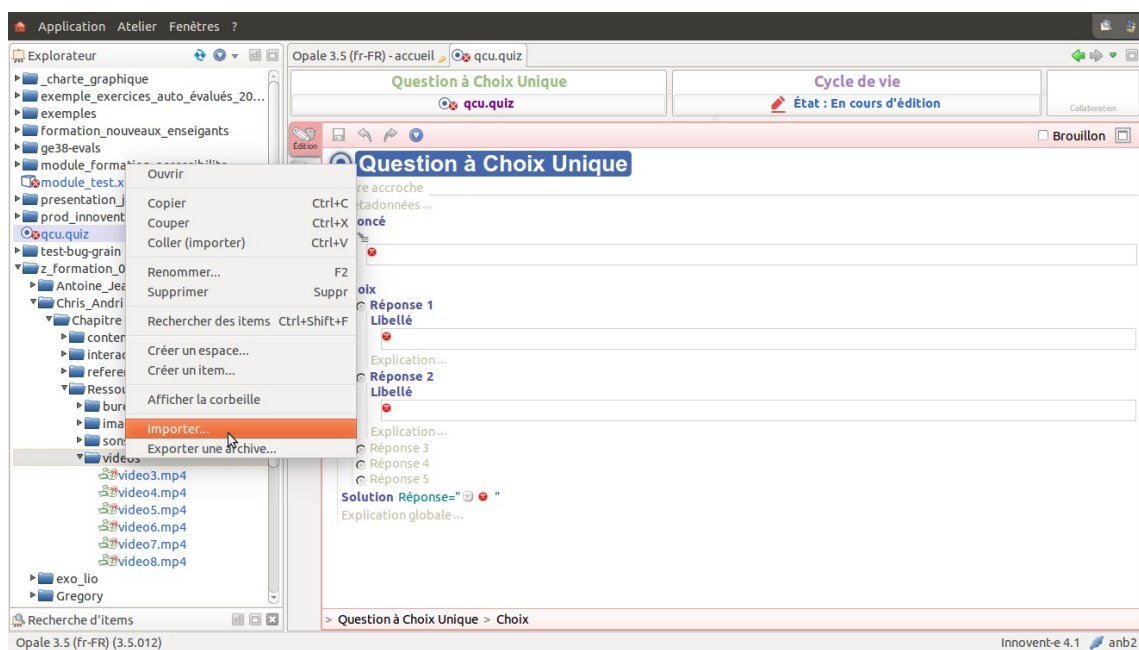 Application Atelier Fenêtres ?
Explorateur
Opale 3.5 (fr-FR) - accueil
qcu.quiz
_charte_graphique
exemple_exercices_auto_évalués_20...
exemples
formation_nouveaux_enseigants
ge38-evals
module_formation_accessibilite
module_test.x
presentation_j
prod_innovent
qcu.quiz
test-bug-grain
z_formation_0
Antoine_Jea
Chris_Andri
Chapitre
conten
interac
referen
Ressou
bure
ima
sons
videos
video3.mp4
video4.mp4
video5.mp4
video6.mp4
video7.mp4
video8.mp4
exo_lio
Gregory
Recherche d'items
Ouvrir
Copier Ctrl+C
Couper Ctrl+X
Coller (importer) Ctrl+V
Renommer... F2
Supprimer Suppr
Rechercher des items Ctrl+Shift+F
Créer un espace...
Créer un item...
Afficher la corbeille
Importer...
Exporter une archive...
Question à Choix Unique
qcu.quiz
Cycle de vie
État : En cours d'édition
Collaboration
Édition
Brouillon
Question à Choix Unique
re accroche
tadonnées ...
oncé
oix
Réponse 1
Libellé
Explication ...
Réponse 2
Libellé
Explication ...
Réponse 3
Réponse 4
Réponse 5
Solution Réponse=" "
Explication globale ...
> Question à Choix Unique > Choix
Opale 3.5 (fr-FR) (3.5.012)
Innovent-e 4.1 anb2